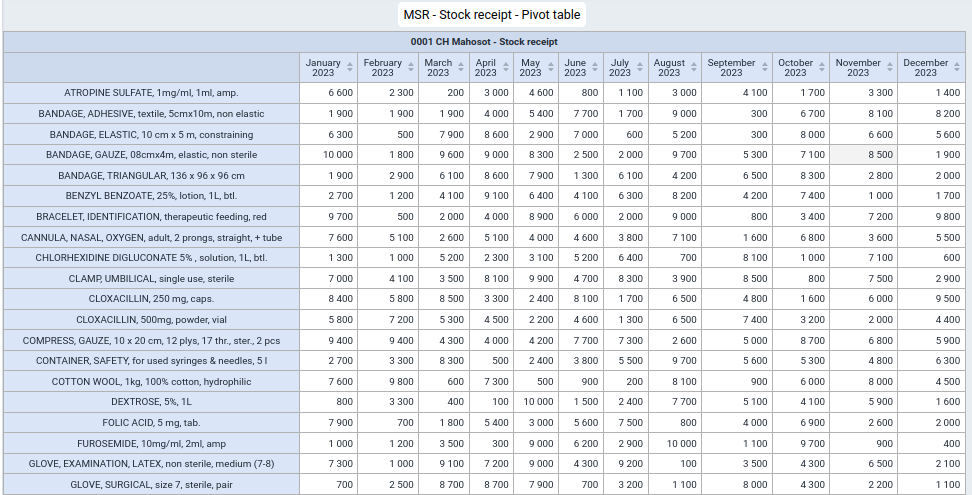 MSR - Stock receipt - Pivot table
0001 CH Mahosot - Stock receipt
January 2023 February 2023 March 2023 April 2023 May 2023 June 2023 July 2023 August 2023 September 2023 October 2023 November 2023 December 2023
ATROPINE SULFATE, 1mg/ml, 1ml, amp. 6 600 2 300 200 3 000 4 600 800 1 100 3 000 4 100 1 700 3 300 1 400
BANDAGE, ADHESIVE, textile, 5cmx10m, non elastic 1 900 1 900 1 900 4 000 5 400 7 700 1 700 9 000 300 6 700 8 100 8 200
BANDAGE, ELASTIC, 10 cm x 5 m, constraining 6 300 500 7 900 8 600 2 900 7 000 600 5 200 300 8 000 6 600 5 600
BANDAGE, GAUZE, 08cmx4m, elastic, non sterile 10 000 1 800 9 600 9 000 8 300 2 500 2 000 9 700 5 300 7 100 8 500 1 900
BANDAGE, TRIANGULAR, 136 x 96 x 96 cm 1 900 2 900 6 100 8 600 7 900 1 300 6 100 4 200 6 500 8 300 2 800 2 000
BENZYL BENZOATE, 25%, lotion, 1L, btl. 2 700 1 200 4 100 9 100 6 400 4 100 6 300 8 200 4 200 7 400 1 000 1 700
BRACELET, IDENTIFICATION, therapeutic feeding, red 9 700 500 2 000 4 000 8 900 6 000 2 000 9 000 800 3 400 7 200 9 800
CANNULA, NASAL, OXYGEN, adult, 2 prongs, straight, + tube 7 600 5 100 2 600 5 100 4 000 4 600 3 800 7 100 1 600 6 800 3 600 5 500
CHLORHEXIDINE DIGLUCONATE 5% , solution, 1L, btl. 1 300 1 000 5 200 2 300 3 100 5 200 6 400 700 8 100 1 000 7 100 600
CLAMP, UMBILICAL, single use, sterile 7 000 4 100 3 500 8 100 9 900 4 700 8 300 3 900 8 500 800 7 500 2 900
CLOXACILLIN, 250 mg, caps. 8 400 5 800 8 500 3 300 2 400 8 100 1 700 6 500 4 800 1 600 6 000 9 500
CLOXACILLIN, 500mg, powder, vial 5 800 7 200 5 300 4 500 2 200 4 600 1 300 6 500 7 400 3 200 2 000 4 400
COMPRESS, GAUZE, 10 x 20 cm, 12 plys, 17 thr., ster., 2 pcs 9 400 9 400 4 300 4 000 4 200 7 700 7 300 2 600 5 000 8 700 6 800 5 900
CONTAINER, SAFETY, for used syringes & needles, 5 l 2 700 3 300 8 300 500 2 400 3 800 5 500 9 700 5 600 5 300 4 800 6 300
COTTON WOOL, 1kg, 100% cotton, hydrophilic 7 600 9 800 600 7 300 500 900 200 8 100 900 6 000 8 000 4 500
DEXTROSE, 5%, 1L 800 3 300 400 100 10 000 1 500 2 400 7 700 5 100 4 100 5 900 1 600
FOLIC ACID, 5 mg, tab. 7 900 700 1 800 5 400 3 000 5 600 7 500 800 4 000 6 900 2 600 2 000
FUROSEMIDE, 10mg/ml, 2ml, amp 1 000 1 200 3 500 300 9 000 6 200 2 900 10 000 1 100 9 700 900 400
GLOVE, EXAMINATION, LATEX, non sterile, medium (7-8) 7 300 1 000 9 100 7 200 9 000 4 300 9 200 100 3 500 4 300 6 500 2 100
GLOVE, SURGICAL, size 7, sterile, pair 700 2 500 8 700 8 700 7 900 700 3 200 1 100 8 000 4 300 2 200 1 100